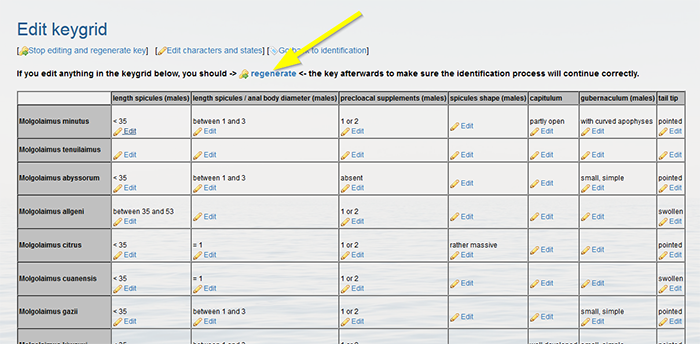 Edit keygrid
[Stop editing and regenerate key] [Edit characters and states] [Go back to identification]
If you edit anything in the keygrid below, you should -> regenerate <- the key afterwards to make sure the identification process will continue correctly.
length spicules (males) length spicules / anal body diameter (males) precloacal supplements (males) spicules shape (males) capitulum gubernaculum (males) tail tip
Molgolaimus minutus < 35 between 1 and 3 1 or 2 partly open with curved apophyses pointed
Edit Edit Edit Edit Edit Edit Edit
Molgolaimus tenuilaimus Edit Edit Edit Edit Edit Edit Edit
Molgolaimus abyssorum < 35 between 1 and 3 absent small, simple pointed
Edit Edit Edit Edit Edit Edit Edit
Molgolaimus allgeni between 35 and 53 1 or 2 swollen
Edit Edit Edit Edit Edit Edit Edit
Molgolaimus citrus < 35 = 1 1 or 2 rather massive pointed
Edit Edit Edit Edit Edit Edit Edit
Molgolaimus cuanensis < 35 = 1 1 or 2 swollen
Edit Edit Edit Edit Edit Edit Edit
Molgolaimus gazii < 35 between 1 and 3 1 or 2 small, simple pointed
Edit Edit Edit Edit Edit Edit Edit